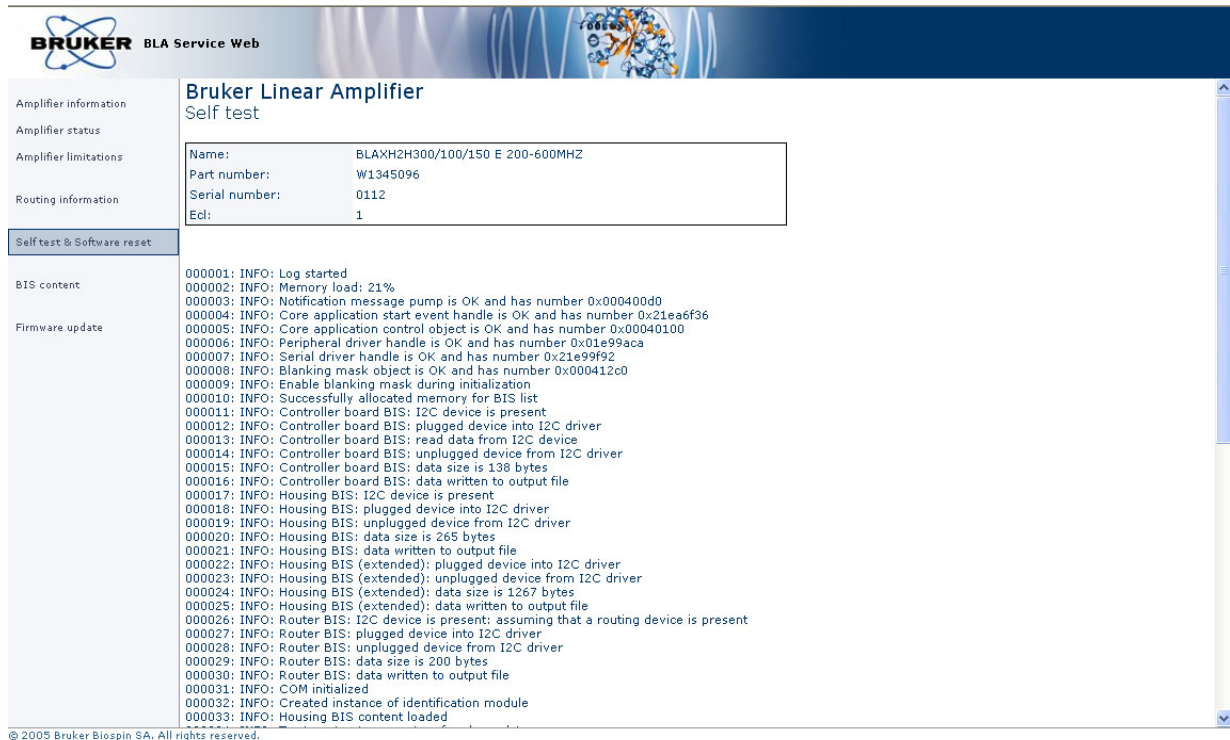 BRUKER BLA Service Web
Amplifier information
Amplifier status
Amplifier limitations
Routing information
Self test & Software reset
BIS content
Firmware update
Bruker Linear Amplifier
Self test
Name: BLAXH2H300/100/150 E 200-600MHZ
Part number: W1345096
Serial number: 0112
Ecl: 1
000001: INFO: Log started
000002: INFO: Memory load: 21%
000003: INFO: Notification message pump is OK and has number 0x000400d0
000004: INFO: Core application start event handle is OK and has number 0x21ea6f36
000005: INFO: Core application control object is OK and has number 0x00040100
000006: INFO: Peripheral driver handle is OK and has number 0x01e99aca
000007: INFO: Serial driver handle is OK and has number 0x21e99f92
000008: INFO: Blanking mask object is OK and has number 0x000412c0
000009: INFO: Enable blanking mask during initialization
000010: INFO: Successfully allocated memory for BIS list
000011: INFO: Controller board BIS: I2C device is present
000012: INFO: Controller board BIS: plugged device into I2C driver
000013: INFO: Controller board BIS: read data from I2C device
000014: INFO: Controller board BIS: unplugged device from I2C driver
000015: INFO: Controller board BIS: data size is 138 bytes
000016: INFO: Controller board BIS: data written to output file
000017: INFO: Housing BIS: I2C device is present
000018: INFO: Housing BIS: plugged device into I2C driver
000019: INFO: Housing BIS: unplugged device from I2C driver
000020: INFO: Housing BIS: data size is 265 bytes
000021: INFO: Housing BIS: data written to output file
000022: INFO: Housing BIS (extended): plugged device into I2C driver
000023: INFO: Housing BIS (extended): unplugged device from I2C driver
000024: INFO: Housing BIS (extended): data size is 1267 bytes
000025: INFO: Housing BIS (extended): data written to output file
000026: INFO: Router BIS: I2C device is present: assuming that a routing device is present
000027: INFO: Router BIS: plugged device into I2C driver
000028: INFO: Router BIS: unplugged device from I2C driver
000029: INFO: Router BIS: data size is 200 bytes
000030: INFO: Router BIS: data written to output file
000031: INFO: COM initialized
000032: INFO: Created instance of identification module
000033: INFO: Housing BIS content loaded
© 2005 Bruker Biospin SA. All rights reserved.